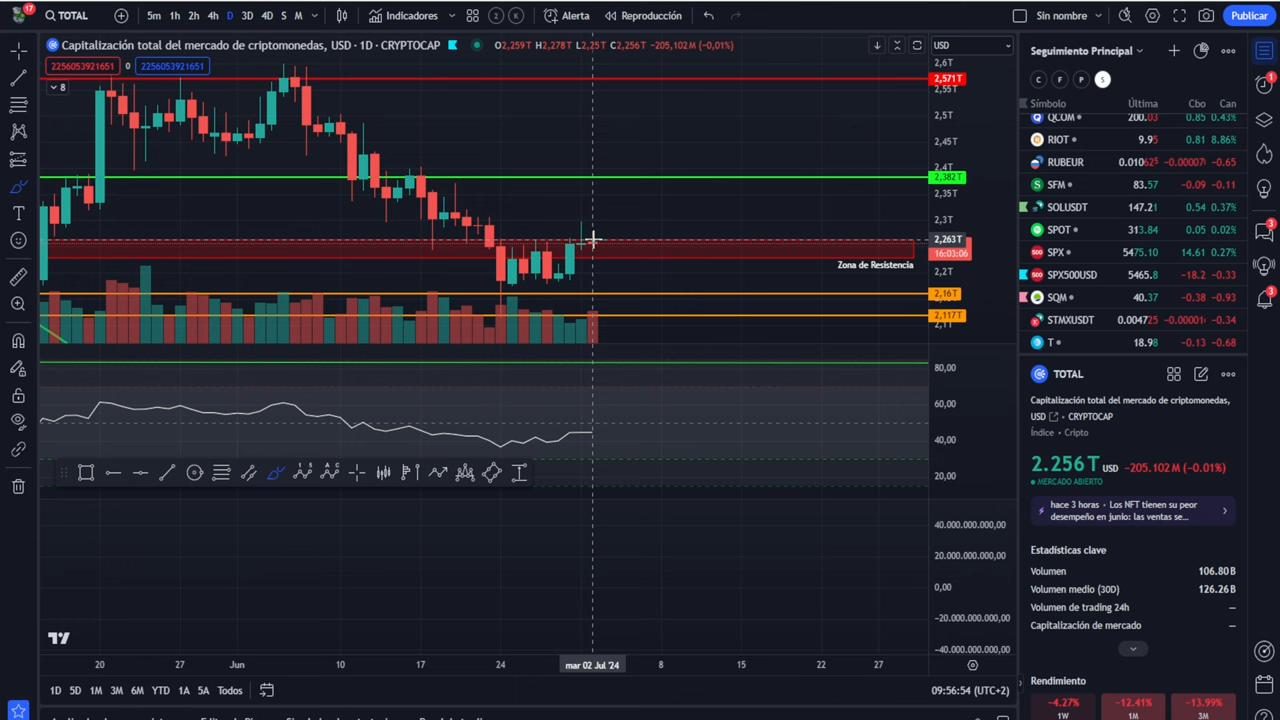 17
TOTAL
5m 1h 2h 4h D 3D 4D S M
Indicadores
2 K
Alerta
Reproducción
Sin nombre
Publicar
Capitalización total del mercado de criptomonedas, USD · 1D · CRYPTOCAP
O2,259T H2,278T L2,25T C2,256T -205,102M (-0,01%)
2256053921651 0 2256053921651
8
USD
2,6T
2,571T
2,55T
2,5T
2,45T
2,4T
2,382T
2,35T
2,3T
2,263T
16:03:06
Zona de Resistencia
2,2T
2,16T
2,117T
2,1T
80,00
60,00
40,00
20,00
40.000.000.000,00
20.000.000.000,00
0,00
-20.000.000.000,00
-40.000.000.000,00
20 27 Jun 10 17 24 mar 02 Jul '24 8 15 22 27
1D 5D 1M 3M 6M YTD 1A 5A Todos
09:56:54 (UTC+2)
Seguimiento Principal
C F P S
Símbolo Última Cbo Can
QCOM 200.03 0.85 0.43%
RIOT 9.95 0.81 8.86%
RUBEUR 0.01062⁵ −0.00007 −0.65
SFM 83.57 −0.09 −0.11
SOLUSDT 147.21 0.54 0.37%
SPOT 313.84 0.05 0.02%
SPX 5475.10 14.61 0.27%
SPX500USD 5465.8 −18.2 −0.33
SQM 40.37 −0.38 −0.93
STMXUSDT 0.004725 −0.00001 −0.34
T 18.98 −0.13 −0.68
TOTAL
Capitalización total del mercado de criptomonedas,
USD CRYPTOCAP
Índice • Cripto
2.256 T USD −205.102 M (−0.01%)
MERCADO ABIERTO
hace 3 horas • Los NFT tienen su peor
desempeño en junio: las ventas se...
Estadísticas clave
Volumen 106.80 B
Volumen medio (30D) 126.26 B
Volumen de trading 24h —
Capitalización de mercado —
Rendimiento
−4.27% −12.41% −13.99%
1W 1M 3M
1
3
3